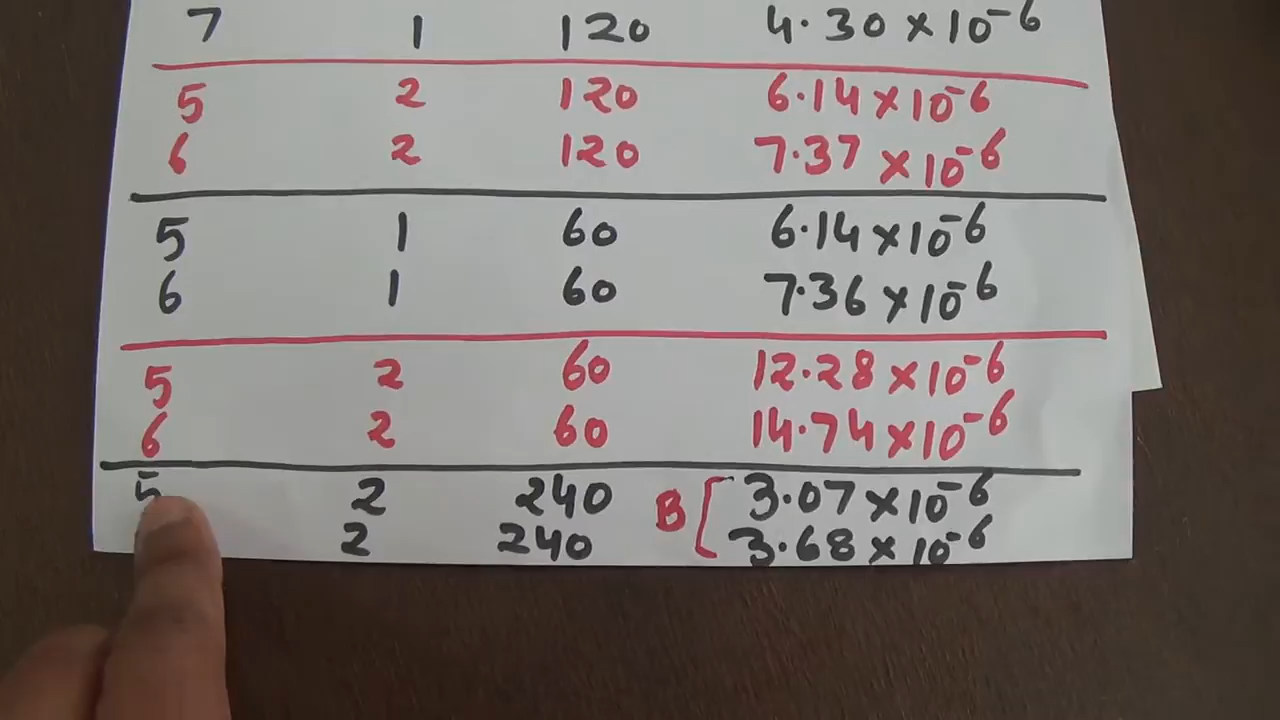 7 1 120 4.30×10⁻⁶
5 2 120 6.14×10⁻⁶
6 2 120 7.37×10⁻⁶
5 1 60 6.14×10⁻⁶
6 1 60 7.36×10⁻⁶
5 2 60 12.28×10⁻⁶
6 2 60 14.74×10⁻⁶
5 2 240 B [ 3.07×10⁻⁶
2 240 3.68×10⁻⁶